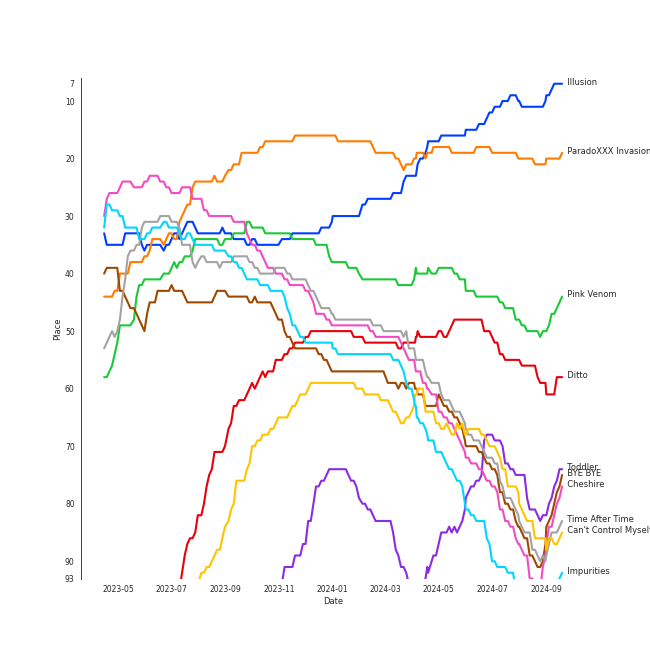 7
10
20
30
40
50
60
70
80
90
93
Place
2023-05
2023-07
2023-09
2023-11
2024-01
2024-03
2024-05
2024-07
2024-09
Date
Illusion
ParadoXXX Invasion
Pink Venom
Ditto
Toddler
BYE BYE
Cheshire
Time After Time
Can't Control Myself
Impurities